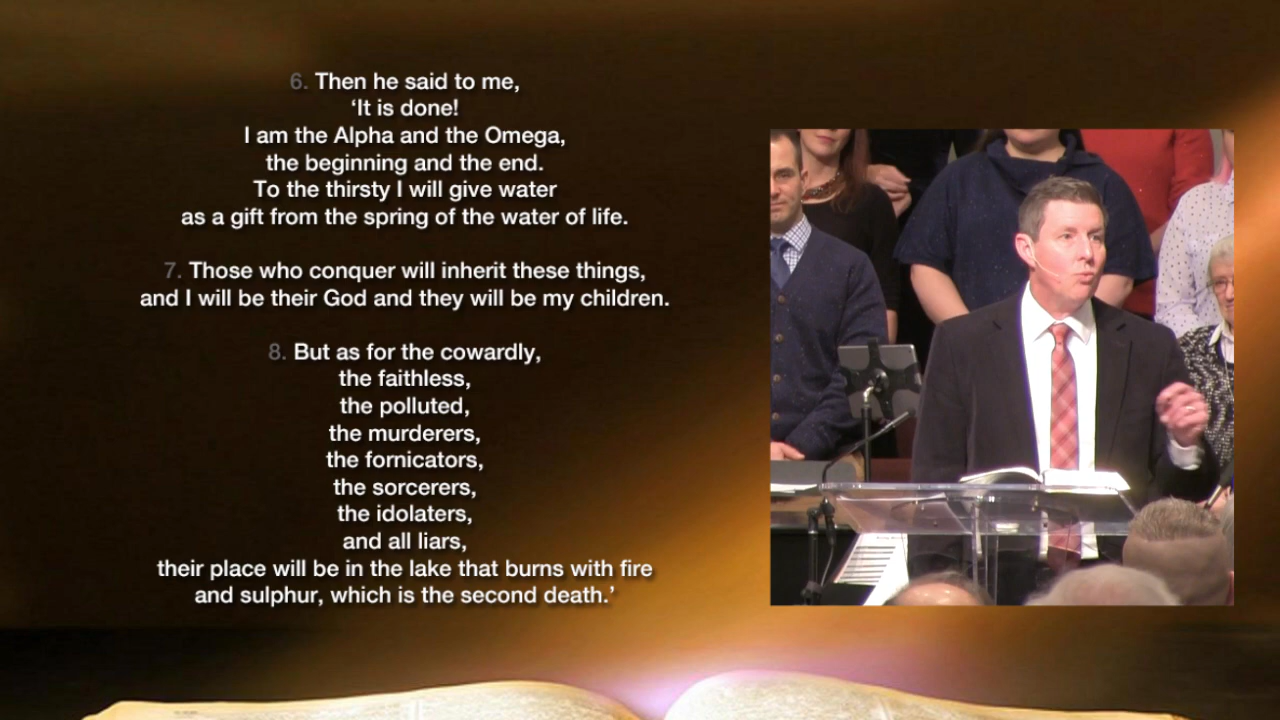 6. Then he said to me,
‘It is done!
I am the Alpha and the Omega,
the beginning and the end.
To the thirsty I will give water
as a gift from the spring of the water of life.
7. Those who conquer will inherit these things,
and I will be their God and they will be my children.
8. But as for the cowardly,
the faithless,
the polluted,
the murderers,
the fornicators,
the sorcerers,
the idolaters,
and all liars,
their place will be in the lake that burns with fire
and sulphur, which is the second death.’